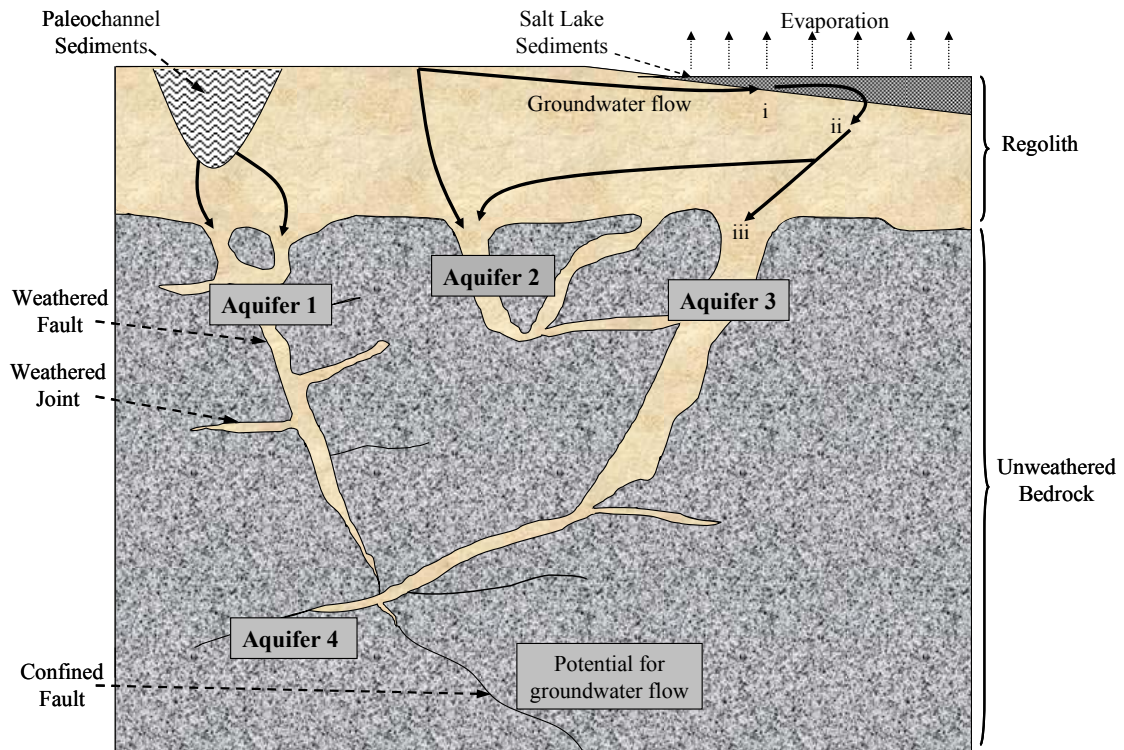 Paleochannel
Sediments
Salt Lake
Sediments
Evaporation
Groundwater flow
i
ii
Regolith
iii
Aquifer 2
Aquifer 1
Aquifer 3
Weathered
Fault
Weathered
Joint
Unweathered
Bedrock
Aquifer 4
Potential for
groundwater flow
Confined
Fault